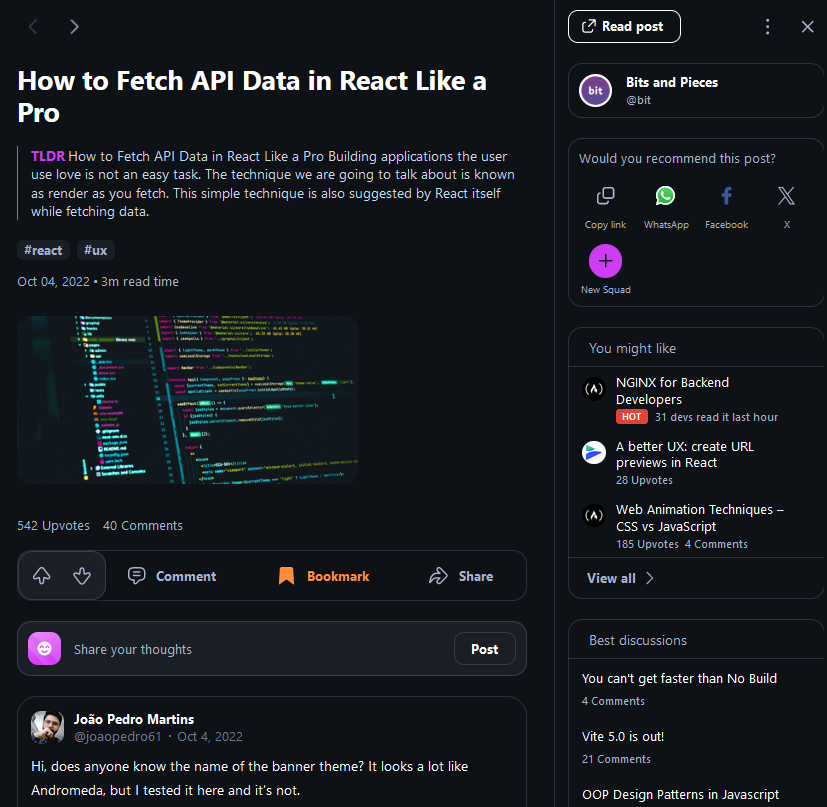 How to Fetch API Data in React Like a
Pro
TLDR How to Fetch API Data in React Like a Pro Building applications the user
use love is not an easy task. The technique we are going to talk about is known
as render as you fetch. This simple technique is also suggested by React itself
while fetching data.
#react #ux
Oct 04, 2022 • 3m read time
542 Upvotes 40 Comments
Comment Bookmark Share
Share your thoughts Post
João Pedro Martins
@joaopedro61 · Oct 4, 2022
Hi, does anyone know the name of the banner theme? It looks a lot like
Andromeda, but I tested it here and it’s not.
Read post
bit
Bits and Pieces
@bit
Would you recommend this post?
Copy link WhatsApp Facebook X
New Squad
You might like
NGINX for Backend
Developers
HOT 31 devs read it last hour
A better UX: create URL
previews in React
28 Upvotes
Web Animation Techniques –
CSS vs JavaScript
185 Upvotes 4 Comments
View all
Best discussions
You can't get faster than No Build
4 Comments
Vite 5.0 is out!
21 Comments
OOP Design Patterns in Javascript